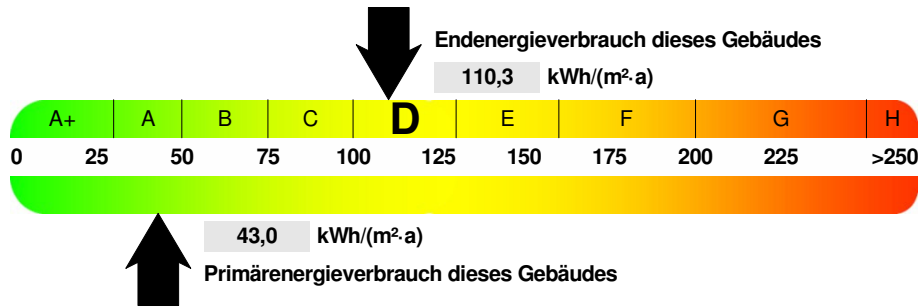 Endenergieverbrauch dieses Gebäudes
110,3 kWh/(m²·a)
A+ A B C D E F G H
0 25 50 75 100 125 150 175 200 225 >250
43,0 kWh/(m²·a)
Primärenergieverbrauch dieses Gebäudes